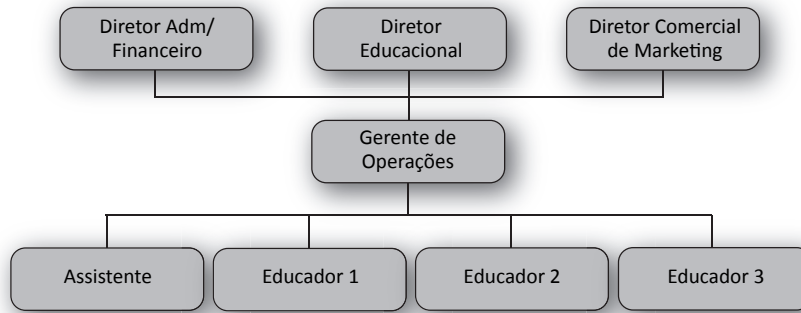 Diretor Adm/
Financeiro
Diretor
Educacional
Diretor Comercial
de Marketing
Gerente de
Operações
Assistente
Educador 1
Educador 2
Educador 3